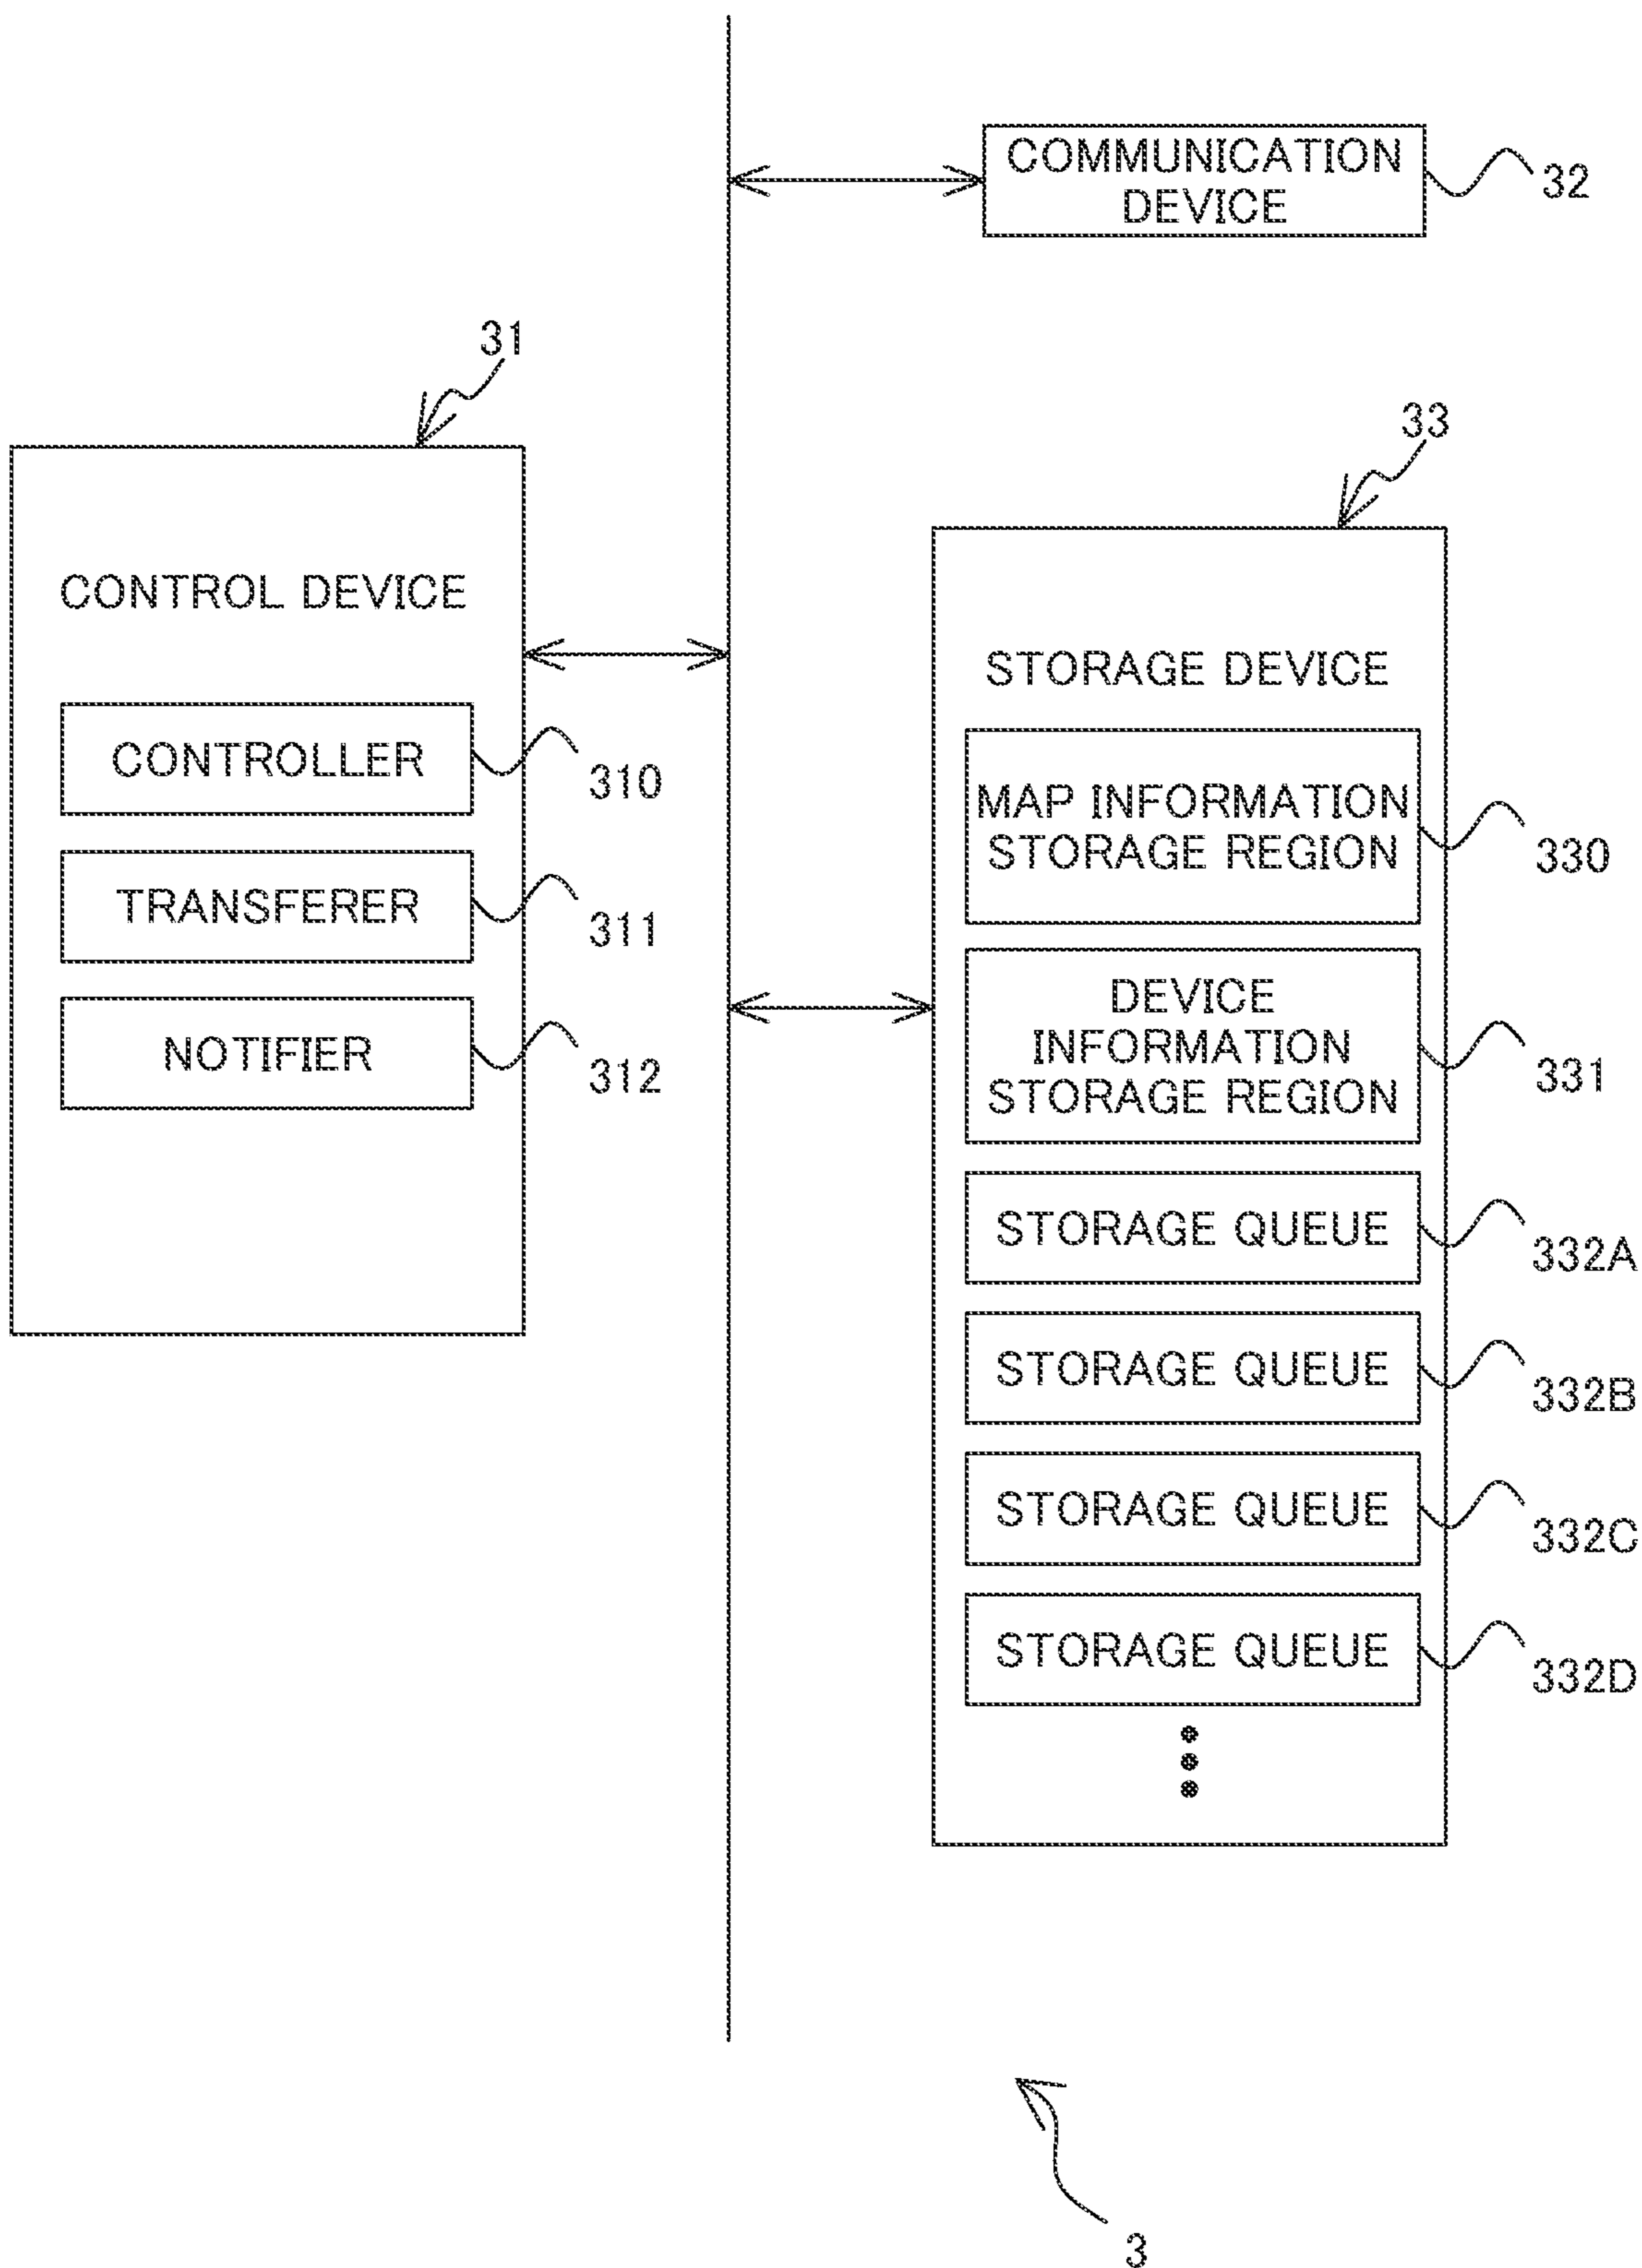 COMMUNICATION
DEVICE
32
31
CONTROL DEVICE
CONTROLLER
310
TRANSFERER
311
NOTIFIER
312
33
STORAGE DEVICE
MAP INFORMATION
STORAGE REGION
330
DEVICE
INFORMATION
STORAGE REGION
331
STORAGE QUEUE
332A
STORAGE QUEUE
332B
STORAGE QUEUE
332C
STORAGE QUEUE
332D
3